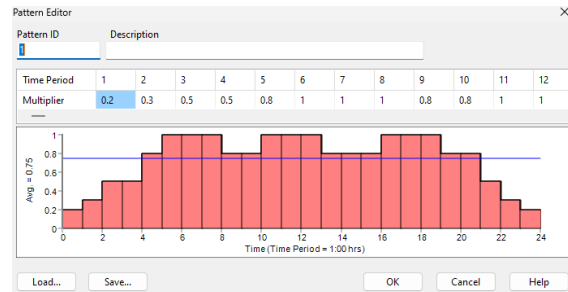 Pattern Editor
Pattern ID Description
1
Time Period 1 2 3 4 5 6 7 8 9 10 11 12
Multiplier 0.2 0.3 0.5 0.5 0.8 1 1 1 0.8 0.8 1 1
Avg. = 0.75
1
0.8
0.6
0.4
0.2
0
0 2 4 6 8 10 12 14 16 18 20 22 24
Time (Time Period = 1:00 hrs)
Load... Save... OK Cancel Help